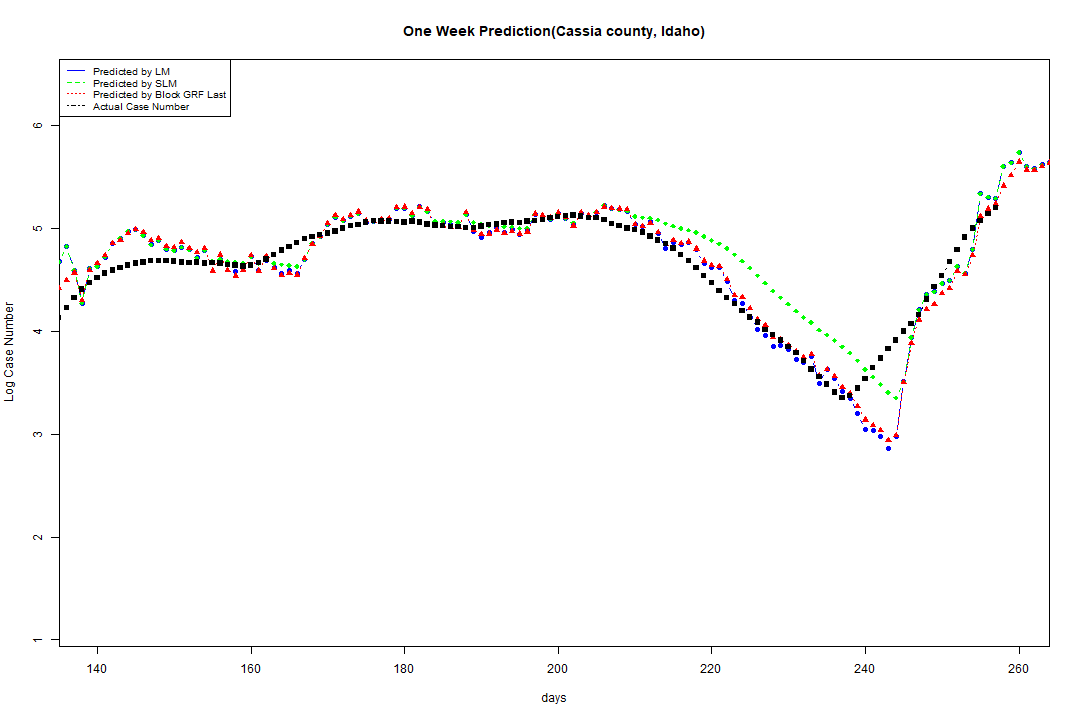 One Week Prediction(Cassia county, Idaho)
Predicted by LM
Predicted by SLM
Predicted by Block GRF Last
Actual Case Number
6
5
4
3
2
1
Log Case Number
140 160 180 200 220 240 260
days